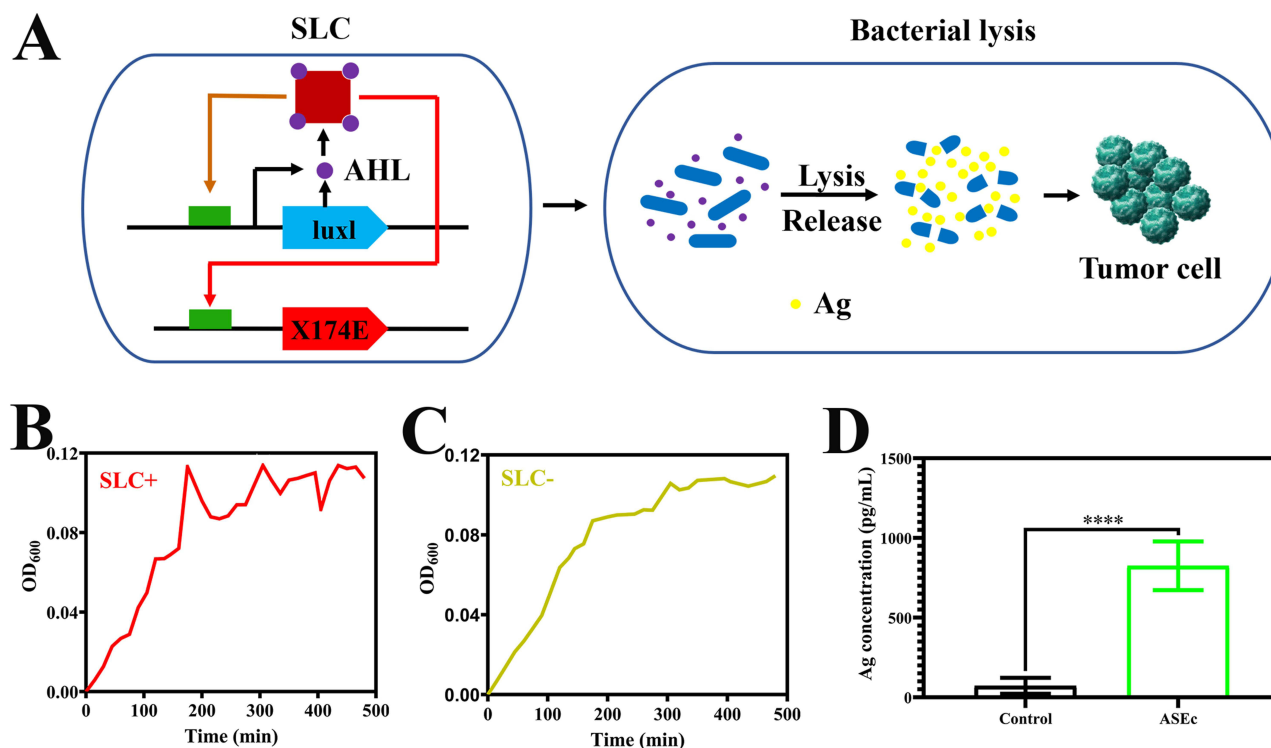 A
SLC
AHL
luxl
X174E
Bacterial lysis
Lysis
Release
Ag
Tumor cell
B
SLC+
OD600
0.12
0.08
0.04
0.00
0 100 200 300 400 500
Time (min)
C
SLC-
OD600
0.12
0.08
0.04
0.00
0 100 200 300 400 500
Time (min)
D
Ag concentration (pg/mL)
1500
1000
500
0
****
Control ASEc